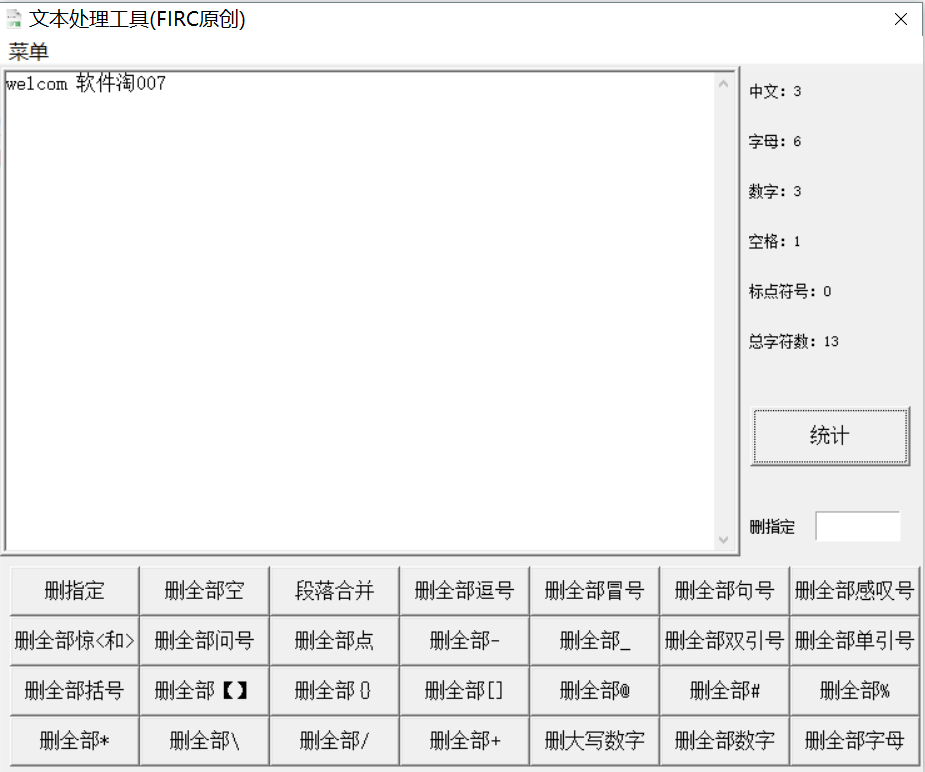 文本处理工具(FIRC原创)
菜单
welcom 软件淘007
中文: 3
字母: 6
数字: 3
空格: 1
标点符号: 0
总字符数: 13
统计
删指定
删指定 删全部空 段落合并 删全部逗号 删全部冒号 删全部句号 删全部感叹号
删全部惊<和> 删全部问号 删全部点 删全部- 删全部_ 删全部双引号 删全部单引号
删全部括号 删全部【】 删全部{} 删全部[] 删全部@ 删全部# 删全部%
删全部* 删全部\ 删全部/ 删全部+ 删大写数字 删全部数字 删全部字母